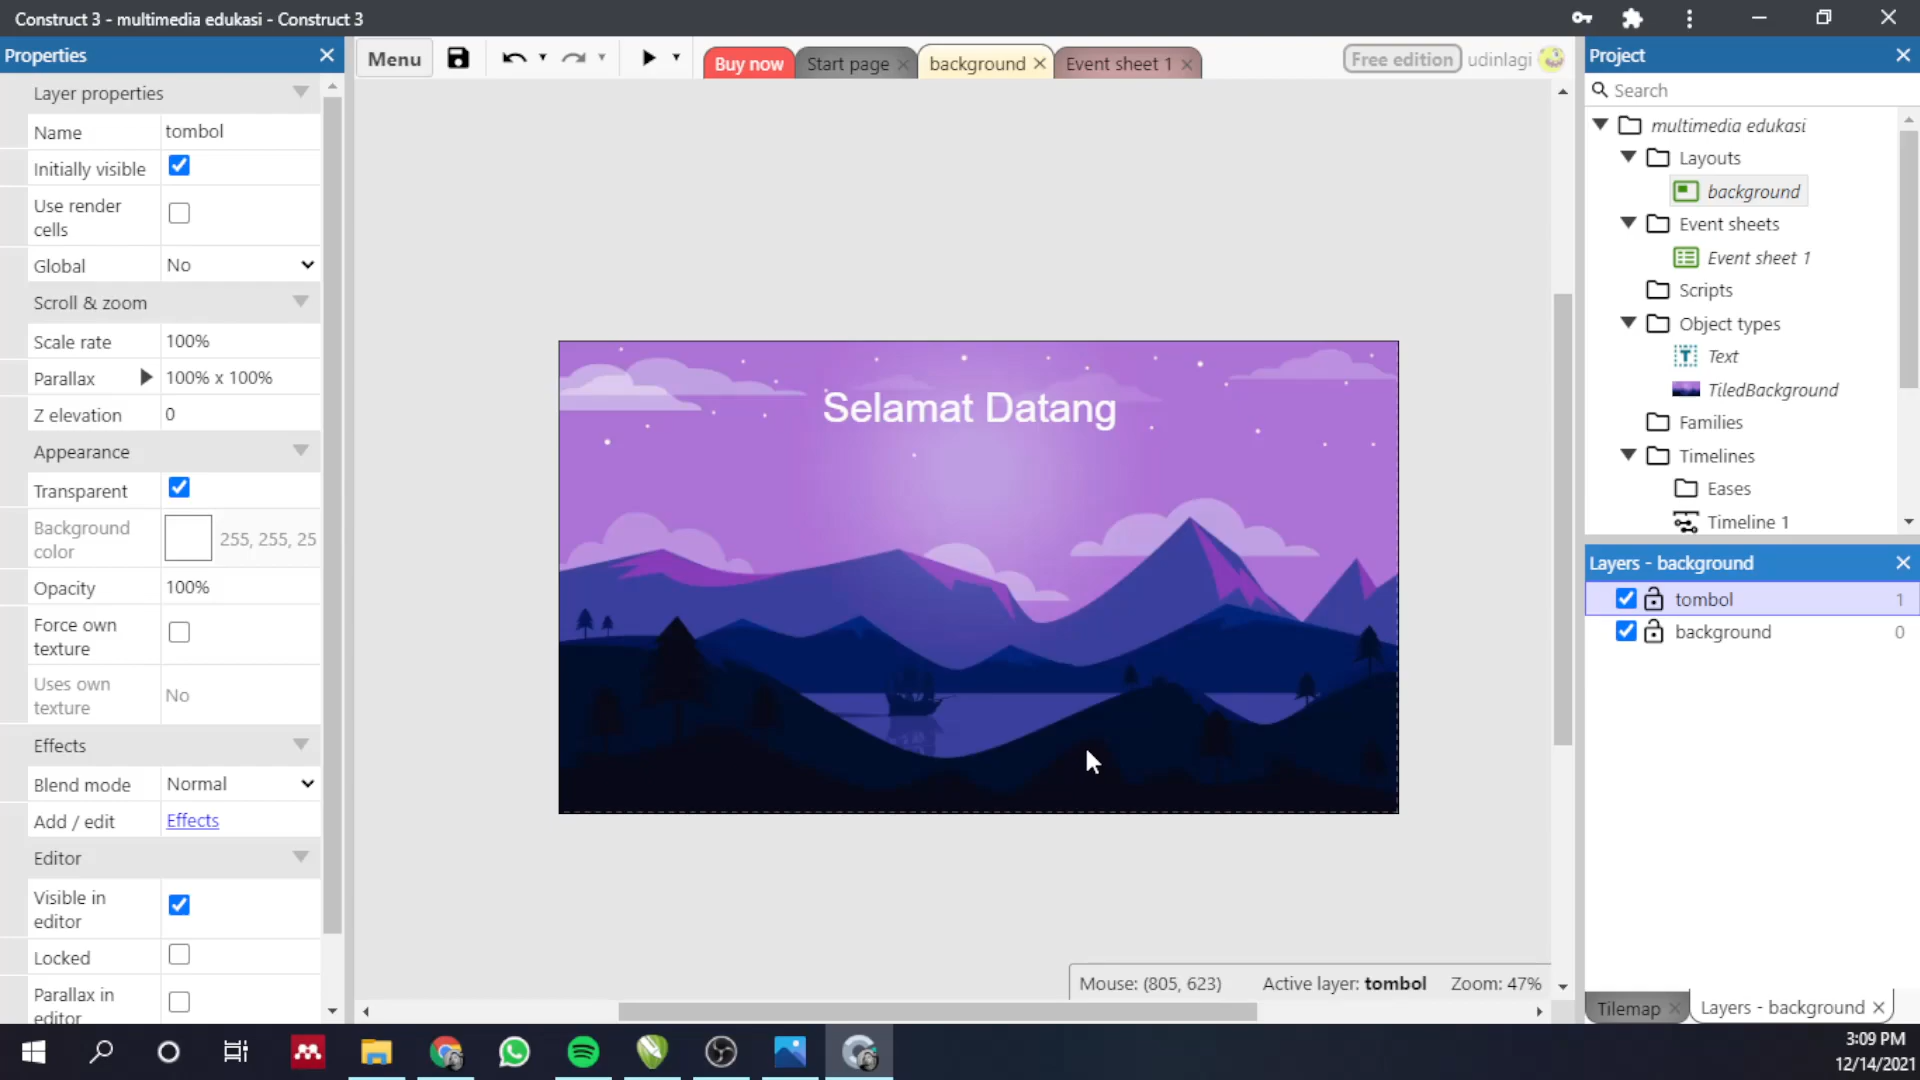 Construct 3 - multimedia edukasi - Construct 3
Properties
Layer properties
Name tombol
Initially visible
Use render cells
Global No
Scroll & zoom
Scale rate 100%
Parallax 100% x 100%
Z elevation 0
Appearance
Transparent
Background color 255, 255, 25
Opacity 100%
Force own texture
Uses own texture No
Effects
Blend mode Normal
Add / edit Effects
Editor
Visible in editor
Locked
Parallax in editor
Menu
Buy now
Start page
background
Event sheet 1
Free edition
udinlagi
Selamat Datang
Mouse: (805, 623) Active layer: tombol Zoom: 47%
Project
Search
multimedia edukasi
Layouts
background
Event sheets
Event sheet 1
Scripts
Object types
T Text
TiledBackground
Families
Timelines
Eases
Timeline 1
Layers - background
tombol 1
background 0
Tilemap
Layers - background
3:09 PM
12/14/2021